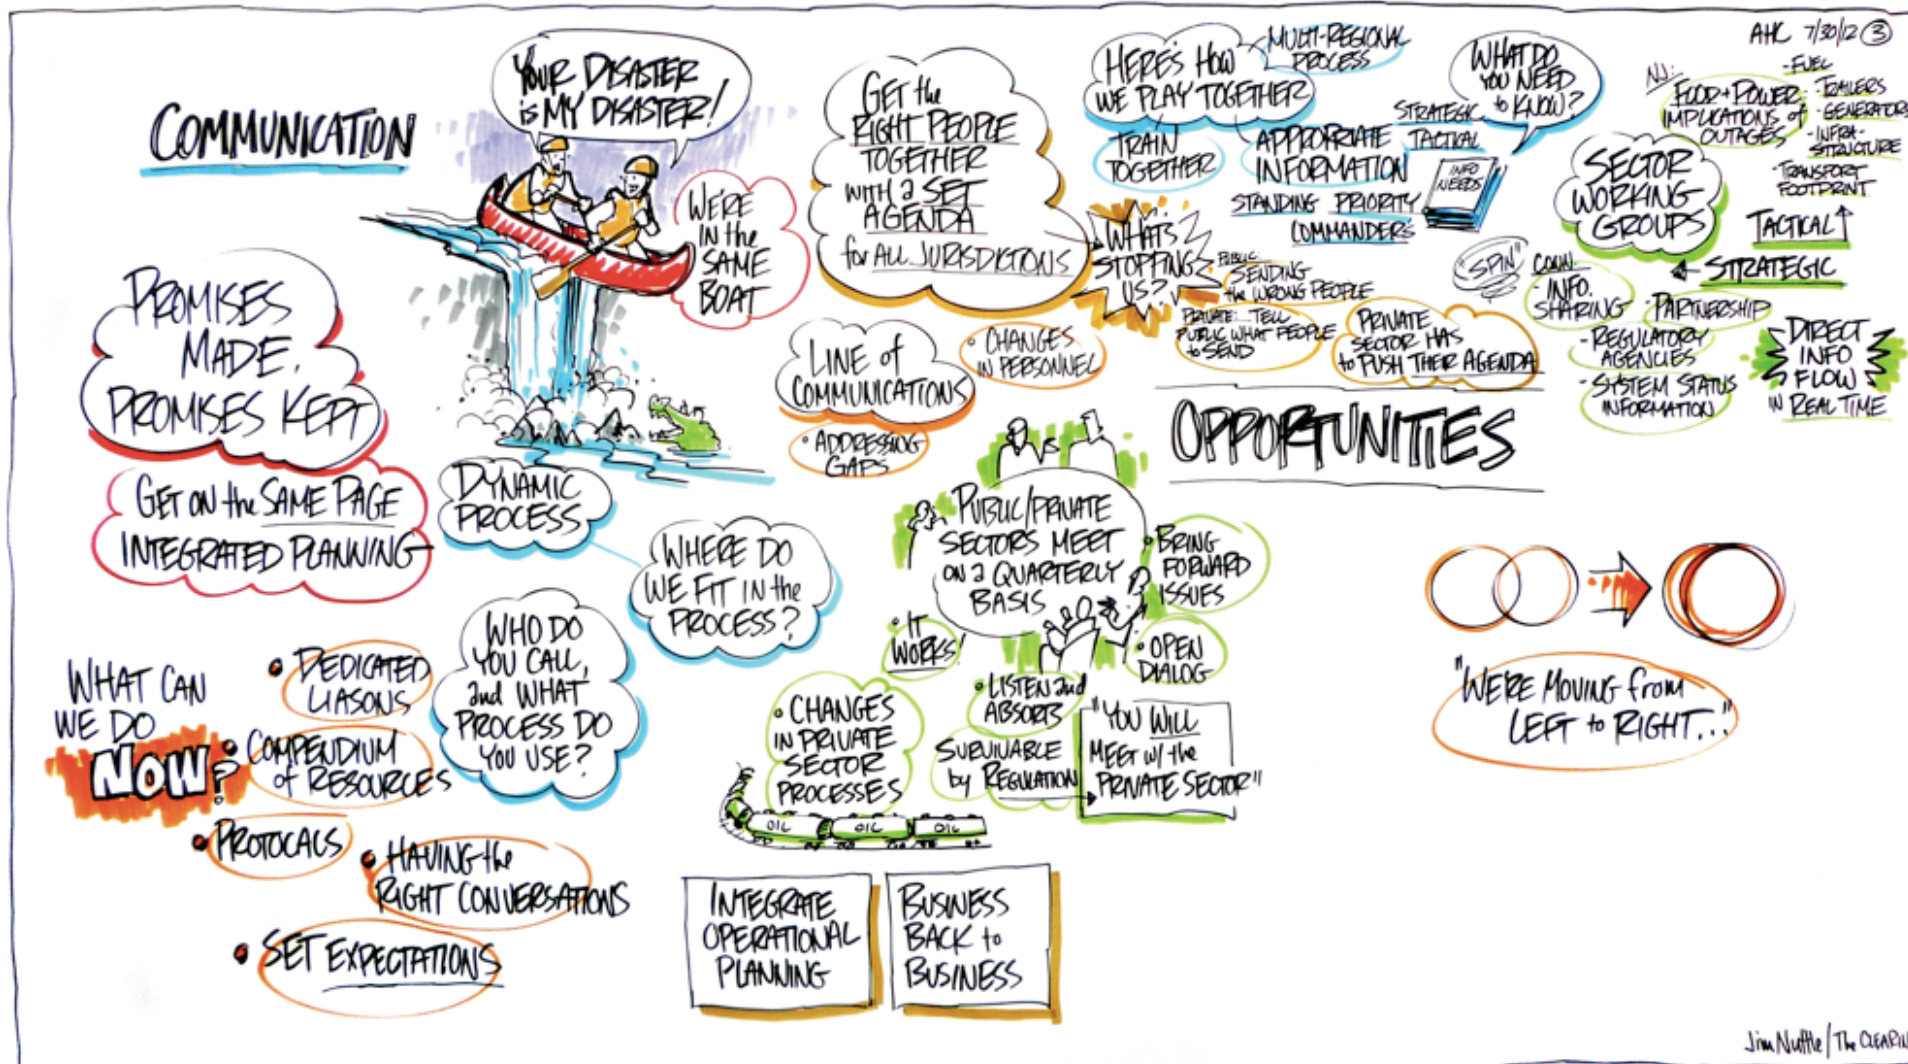 AHC 7/30/12 3
COMMUNICATION
YOUR DISASTER
is MY DISASTER!
WE'RE
IN the
SAME
BOAT
PROMISES
MADE,
PROMISES KEPT
GET ON the SAME PAGE
INTEGRATED PLANNING
DYNAMIC
PROCESS
WHERE DO
WE FIT IN the
PROCESS?
WHO DO
YOU CALL,
and WHAT
PROCESS DO
YOU USE?
WHAT CAN
WE DO
NOW?
• DEDICATED
LIASONS
• COMPENDIUM
of RESOURCES
• PROTOCALS
• HAVING the
RIGHT CONVERSATIONS
• SET EXPECTATIONS
GET the
RIGHT PEOPLE
TOGETHER
WITH a SET
AGENDA
for ALL JURISDICTIONS
LINE of
COMMUNICATIONS
• CHANGES
IN PERSONNEL
• ADDRESSING
GAPS
HERE'S HOW
WE PLAY TOGETHER
MULTI-REGIONAL
PROCESS
TRAIN
TOGETHER
APPROPRIATE
INFORMATION
STRATEGIC
TACTICAL
STANDING PRIORITY
COMMANDERS
WHAT DO
YOU NEED
to KNOW?
INFO
NEEDS
WHAT'S
STOPPING
US?
PUBLIC:
SENDING
the WRONG PEOPLE
PRIVATE: TELL
PUBLIC WHAT PEOPLE
to SEND
PRIVATE
SECTOR HAS
to PUSH THEIR AGENDA
NJ:
FOOD + POWER
IMPLICATIONS of
OUTAGES
- FUEL
- TRAILERS
- GENERATORS
- INFRA-
STRUCTURE
- TRANSPORT
FOOTPRINT
SECTOR
WORKING
GROUPS
TACTICAL
STRATEGIC
"SPIN"
COMM.
- INFO.
SHARING
- PARTNERSHIP
- REGULATORY
AGENCIES
- SYSTEM STATUS
INFORMATION
DIRECT
INFO
FLOW
IN REAL TIME
OPPORTUNITIES
VS
PUBLIC/PRIVATE
SECTORS MEET
ON a QUARTERLY
BASIS
• BRING
FORWARD
ISSUES
• OPEN
DIALOG
• IT
WORKS!
• LISTEN and
ABSORB
SURVIVABLE
by REGULATION
"YOU WILL
MEET w/ the
PRIVATE SECTOR"
• CHANGES
IN PRIVATE
SECTOR
PROCESSES
OIL OIL OIL
INTEGRATE
OPERATIONAL
PLANNING
BUSINESS
BACK to
BUSINESS
"WE'RE MOVING from
LEFT to RIGHT..."
Jim Nuttle / The CLEARIN